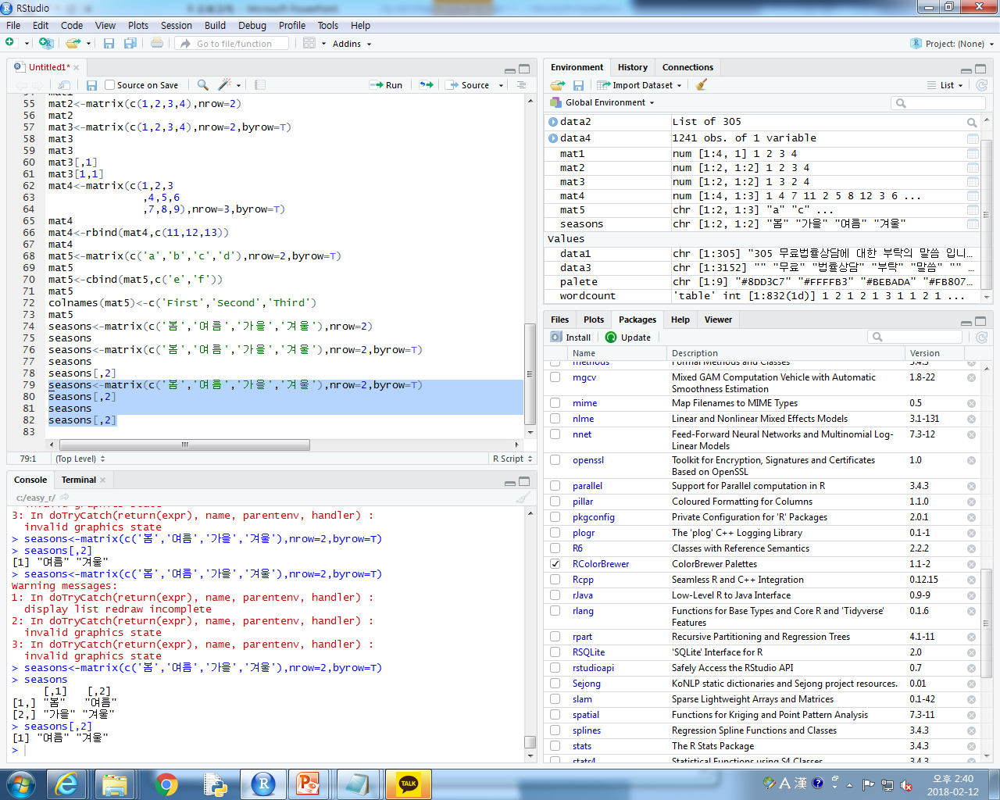 RStudio
File Edit Code View Plots Session Build Debug Profile Tools Help
Go to file/function Addins Project: (None)
Untitled1*
Source on Save Run Source
55 mat2<-matrix(c(1,2,3,4),nrow=2)
56 mat2
57 mat3<-matrix(c(1,2,3,4),nrow=2,byrow=T)
58 mat3
59 mat3
60 mat3[,1]
61 mat3[1,1]
62 mat4<-matrix(c(1,2,3
63 ,4,5,6
64 ,7,8,9),nrow=3,byrow=T)
65 mat4
66 mat4<-rbind(mat4,c(11,12,13))
67 mat4
68 mat5<-matrix(c('a','b','c','d'),nrow=2,byrow=T)
69 mat5
70 mat5<-cbind(mat5,c('e','f'))
71 mat5
72 colnames(mat5)<-c('First','Second','Third')
73 mat5
74 seasons<-matrix(c('봄','여름','가을','겨울'),nrow=2)
75 seasons
76 seasons<-matrix(c('봄','여름','가을','겨울'),nrow=2,byrow=T)
77 seasons
78 seasons[,2]
79 seasons<-matrix(c('봄','여름','가을','겨울'),nrow=2,byrow=T)
80 seasons[,2]
81 seasons
82 seasons[,2]
83
79:1 (Top Level) R Script
Console Terminal
c:/easy_r/
invalid graphics state
3: In doTryCatch(return(expr), name, parentenv, handler) :
invalid graphics state
> seasons<-matrix(c('봄','여름','가을','겨울'),nrow=2,byrow=T)
> seasons[,2]
[1] "여름" "겨울"
> seasons<-matrix(c('봄','여름','가을','겨울'),nrow=2,byrow=T)
Warning messages:
1: In doTryCatch(return(expr), name, parentenv, handler) :
display list redraw incomplete
2: In doTryCatch(return(expr), name, parentenv, handler) :
invalid graphics state
3: In doTryCatch(return(expr), name, parentenv, handler) :
invalid graphics state
> seasons<-matrix(c('봄','여름','가을','겨울'),nrow=2,byrow=T)
> seasons
[,1] [,2]
[1,] "봄" "여름"
[2,] "가을" "겨울"
> seasons[,2]
[1] "여름" "겨울"
>
Environment History Connections
Import Dataset List
Global Environment
data2 List of 305
data4 1241 obs. of 1 variable
mat1 num [1:4, 1] 1 2 3 4
mat2 num [1:2, 1:2] 1 2 3 4
mat3 num [1:2, 1:2] 1 3 2 4
mat4 num [1:4, 1:3] 1 4 7 11 2 5 8 12 3 6 ...
mat5 chr [1:2, 1:3] "a" "c" ...
seasons chr [1:2, 1:2] "봄" "가을" "여름" "겨울"
Values
data1 chr [1:305] "305 무료법률상담에 대한 부탁의 말씀 입니...
data3 chr [1:3152] "" "무료" "법률상담" "부탁" "말씀" "" ...
palete chr [1:9] "#8DD3C7" "#FFFFB3" "#BEBADA" "#FB807...
wordcount 'table' int [1:832(1d)] 1 2 1 2 1 3 1 1 2 1 ...
Files Plots Packages Help Viewer
Install Update
Name Description Version
methods Formal Methods and Classes 3.4.3
mgcv Mixed GAM Computation Vehicle with Automatic Smoothness Estimation 1.8-22
mime Map Filenames to MIME Types 0.5
nlme Linear and Nonlinear Mixed Effects Models 3.1-131
nnet Feed-Forward Neural Networks and Multinomial Log-Linear Models 7.3-12
openssl Toolkit for Encryption, Signatures and Certificates Based on OpenSSL 1.0
parallel Support for Parallel computation in R 3.4.3
pillar Coloured Formatting for Columns 1.1.0
pkgconfig Private Configuration for 'R' Packages 2.0.1
plogr The 'plog' C++ Logging Library 0.1-1
R6 Classes with Reference Semantics 2.2.2
RColorBrewer ColorBrewer Palettes 1.1-2
Rcpp Seamless R and C++ Integration 0.12.15
rJava Low-Level R to Java Interface 0.9-9
rlang Functions for Base Types and Core R and 'Tidyverse' Features 0.1.6
rpart Recursive Partitioning and Regression Trees 4.1-11
RSQLite 'SQLite' Interface for R 2.0
rstudioapi Safely Access the RStudio API 0.7
Sejong KoNLP static dictionaries and Sejong project resources. 0.01
slam Sparse Lightweight Arrays and Matrices 0.1-42
spatial Functions for Kriging and Point Pattern Analysis 7.3-11
splines Regression Spline Functions and Classes 3.4.3
stats The R Stats Package 3.4.3
stats4 Statistical Functions using S4 Classes 3.4.3
TALK
A 漢
오후 2:40
2018-02-12